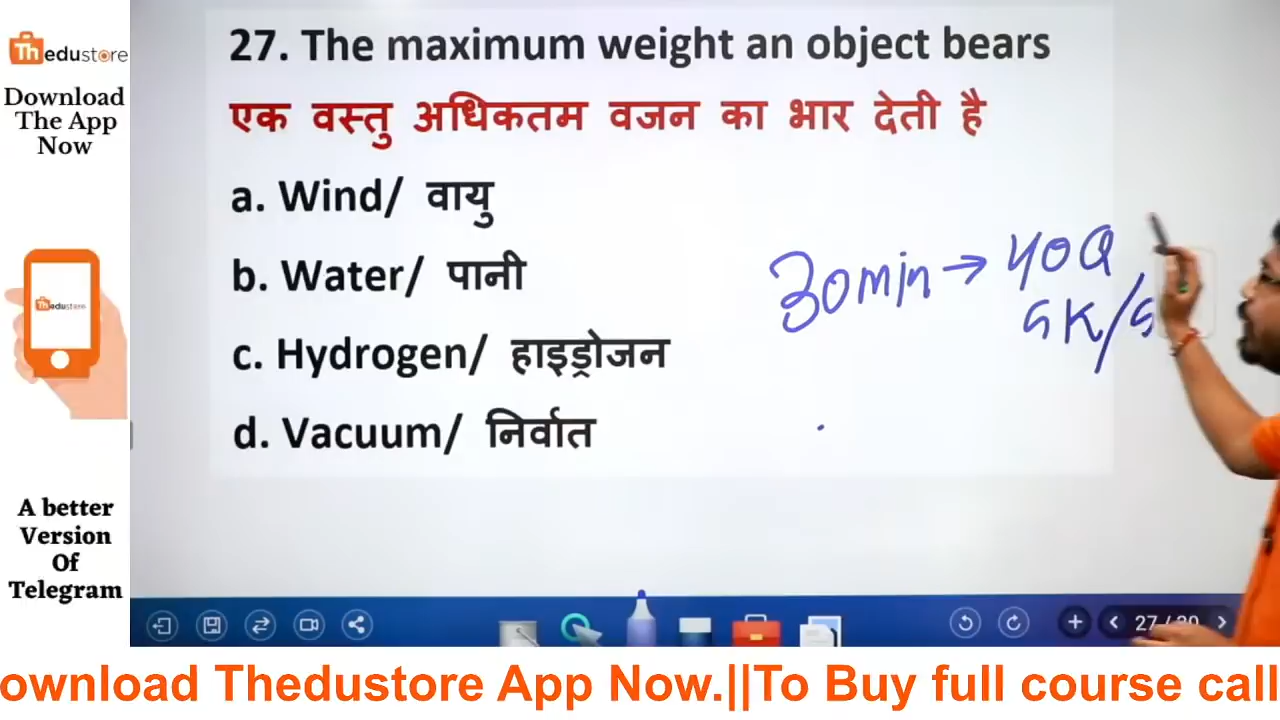 Thedustore
Download
The App
Now
Thedustore
A better
Version
Of
Telegram
27. The maximum weight an object bears
एक वस्तु अधिकतम वजन का भार देती है
a. Wind/ वायु
b. Water/ पानी
c. Hydrogen/ हाइड्रोजन
d. Vacuum/ निर्वात
30min → 40Q
27 / 30
ownload Thedustore App Now.||To Buy full course call